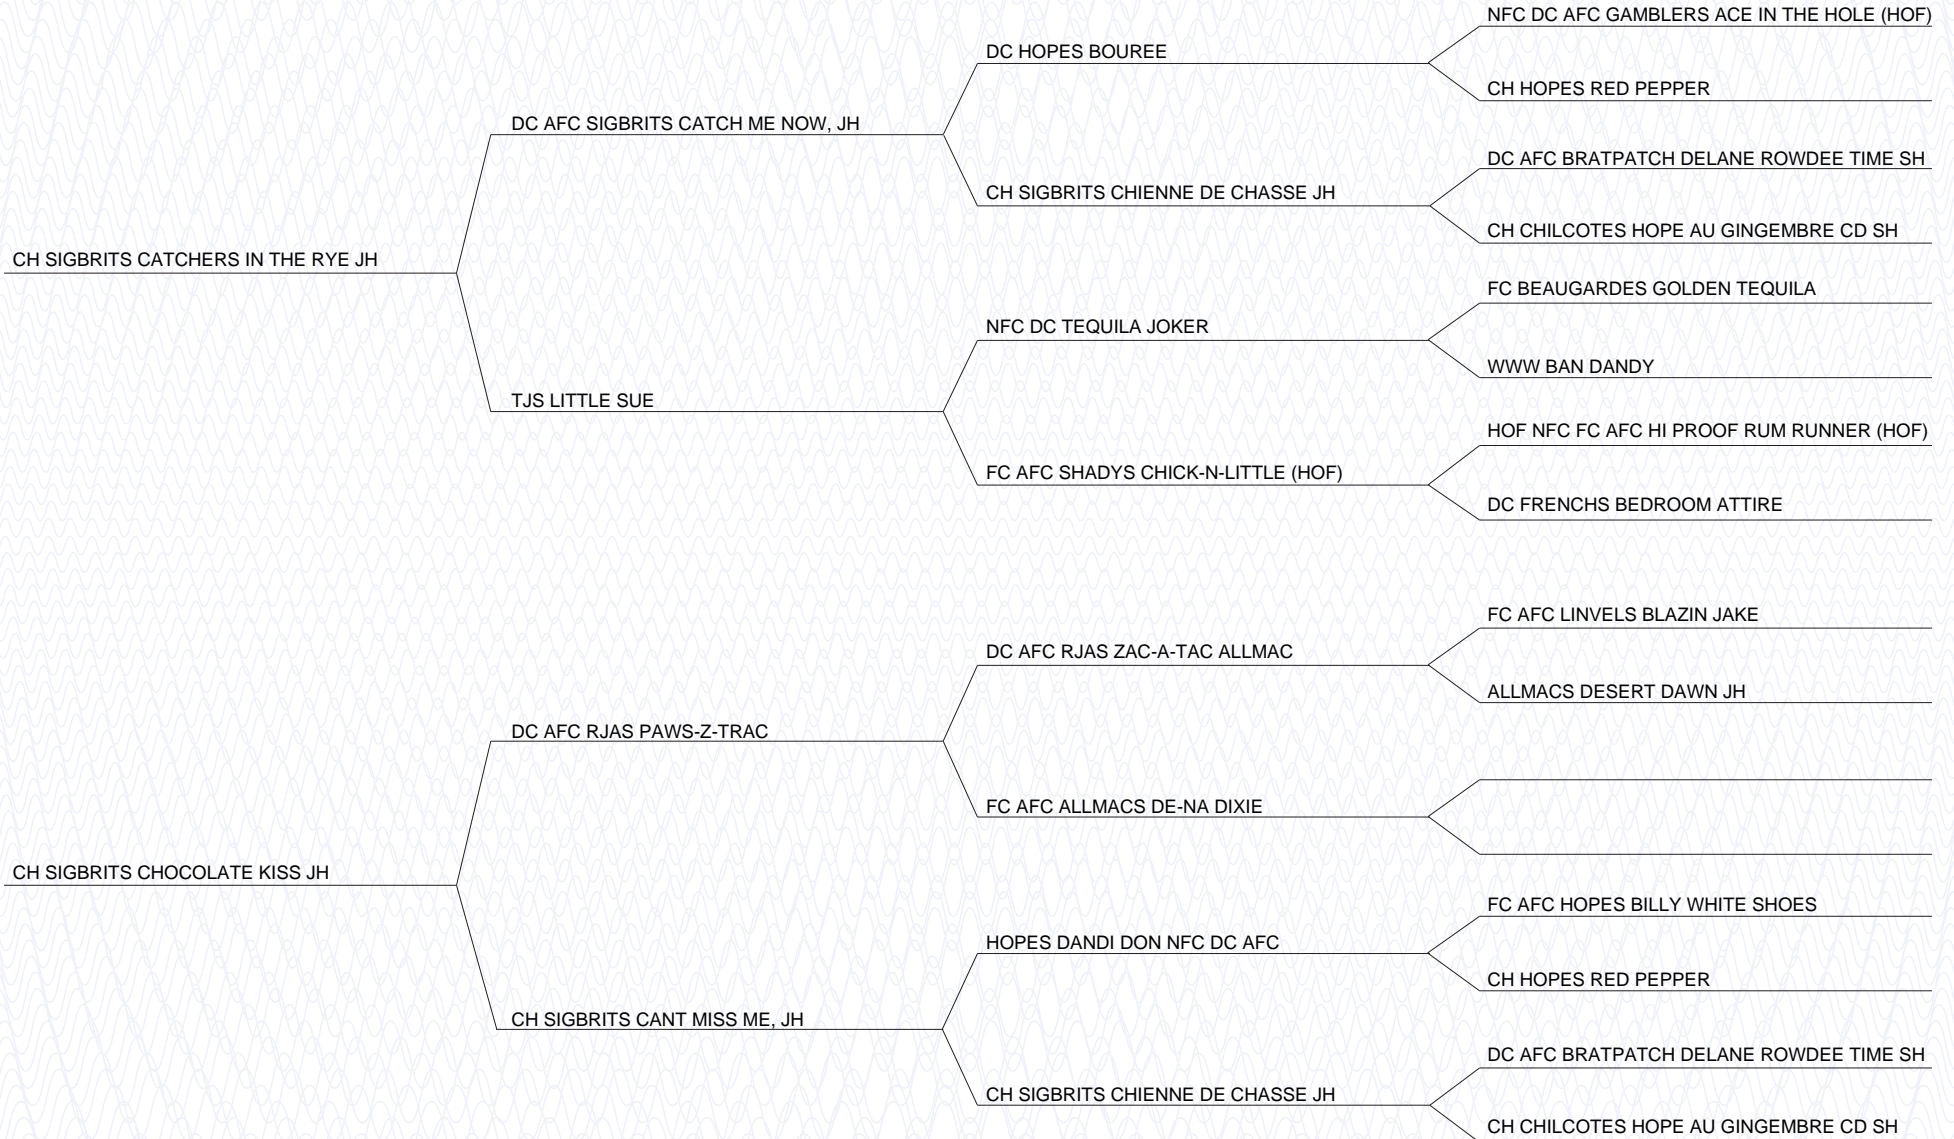 NFC DC AFC GAMBLERS ACE IN THE HOLE (HOF)
DC HOPES BOUREE
CH HOPES RED PEPPER
DC AFC SIGBRITS CATCH ME NOW, JH
DC AFC BRATPATCH DELANE ROWDEE TIME SH
CH SIGBRITS CHIENNE DE CHASSE JH
CH CHILCOTES HOPE AU GINGEMBRE CD SH
CH SIGBRITS CATCHERS IN THE RYE JH
FC BEAUGARDES GOLDEN TEQUILA
NFC DC TEQUILA JOKER
WWW BAN DANDY
TJS LITTLE SUE
HOF NFC FC AFC HI PROOF RUM RUNNER (HOF)
FC AFC SHADYS CHICK-N-LITTLE (HOF)
DC FRENCHS BEDROOM ATTIRE
FC AFC LINVELS BLAZIN JAKE
DC AFC RJAS ZAC-A-TAC ALLMAC
ALLMACS DESERT DAWN JH
DC AFC RJAS PAWS-Z-TRAC
FC AFC ALLMACS DE-NA DIXIE
CH SIGBRITS CHOCOLATE KISS JH
FC AFC HOPES BILLY WHITE SHOES
HOPES DANDI DON NFC DC AFC
CH HOPES RED PEPPER
CH SIGBRITS CANT MISS ME, JH
DC AFC BRATPATCH DELANE ROWDEE TIME SH
CH SIGBRITS CHIENNE DE CHASSE JH
CH CHILCOTES HOPE AU GINGEMBRE CD SH